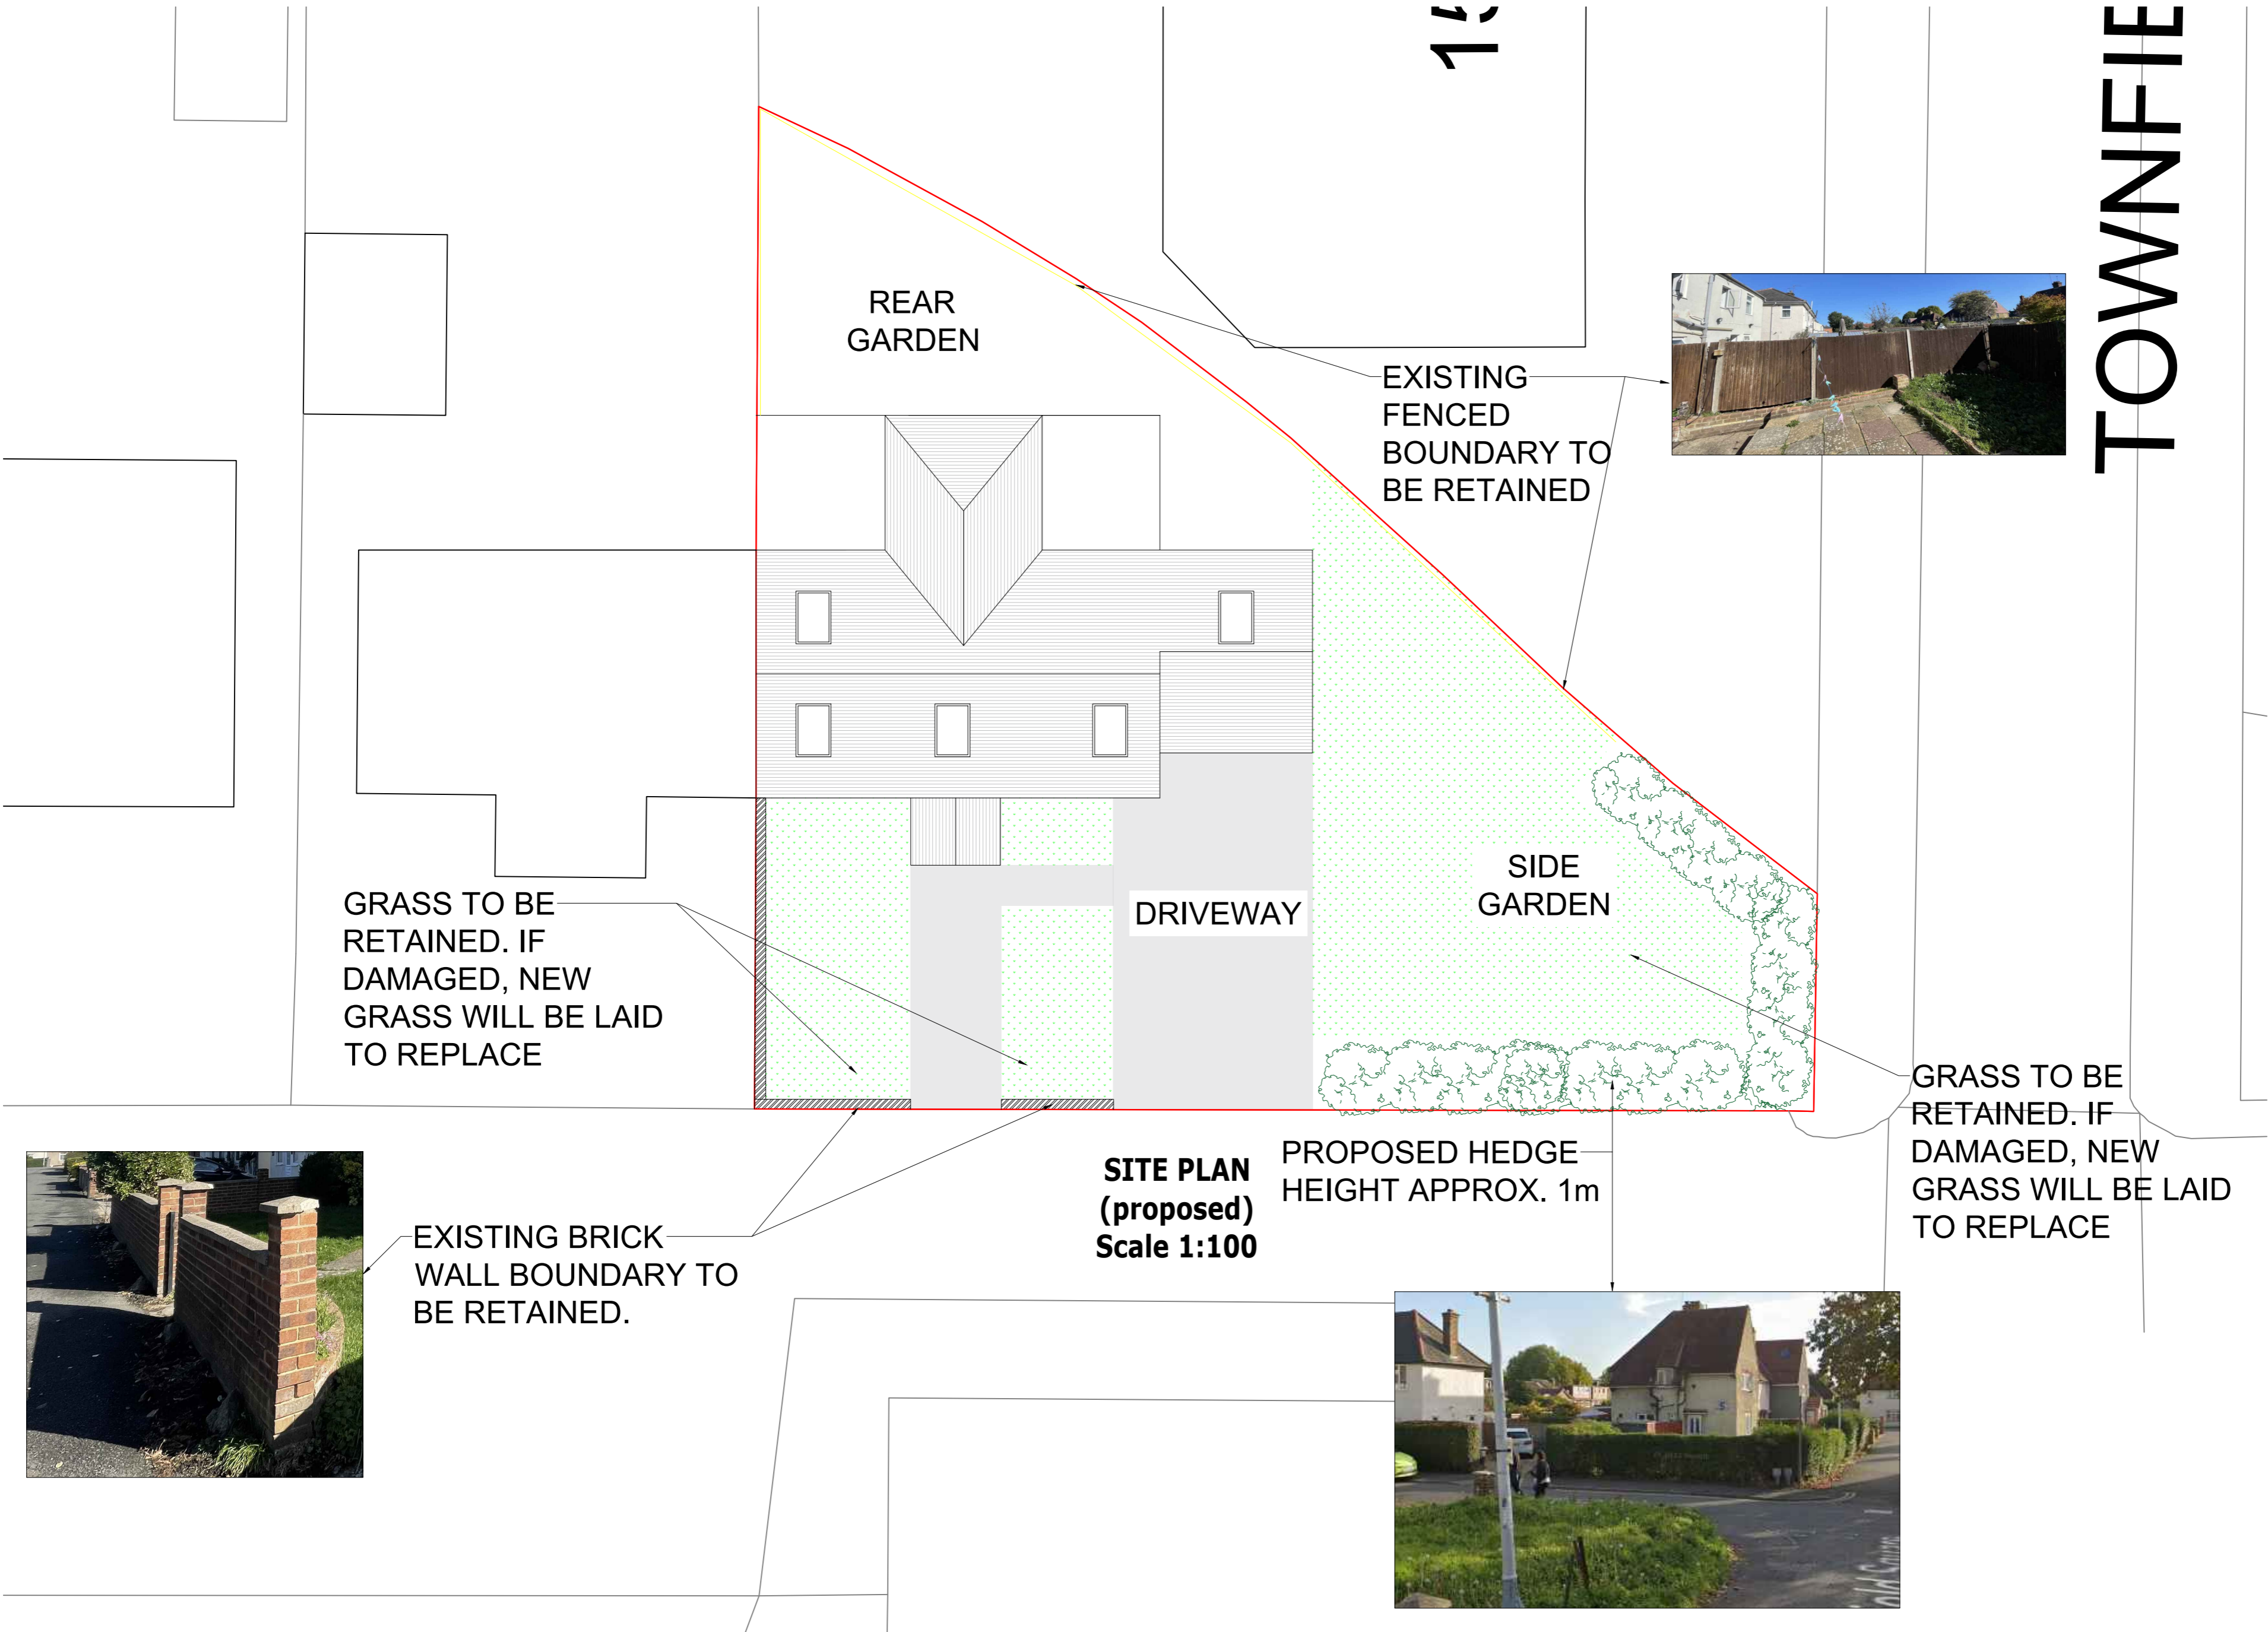 REAR
GARDEN
EXISTING
FENCED
BOUNDARY TO
BE RETAINED
SIDE
GARDEN
DRIVEWAY
GRASS TO BE
RETAINED. IF
DAMAGED, NEW
GRASS WILL BE LAID
TO REPLACE
GRASS TO BE
RETAINED. IF
DAMAGED, NEW
GRASS WILL BE LAID
TO REPLACE
SITE PLAN
(proposed)
Scale 1:100
PROPOSED HEDGE
HEIGHT APPROX. 1m
EXISTING BRICK
WALL BOUNDARY TO
BE RETAINED.